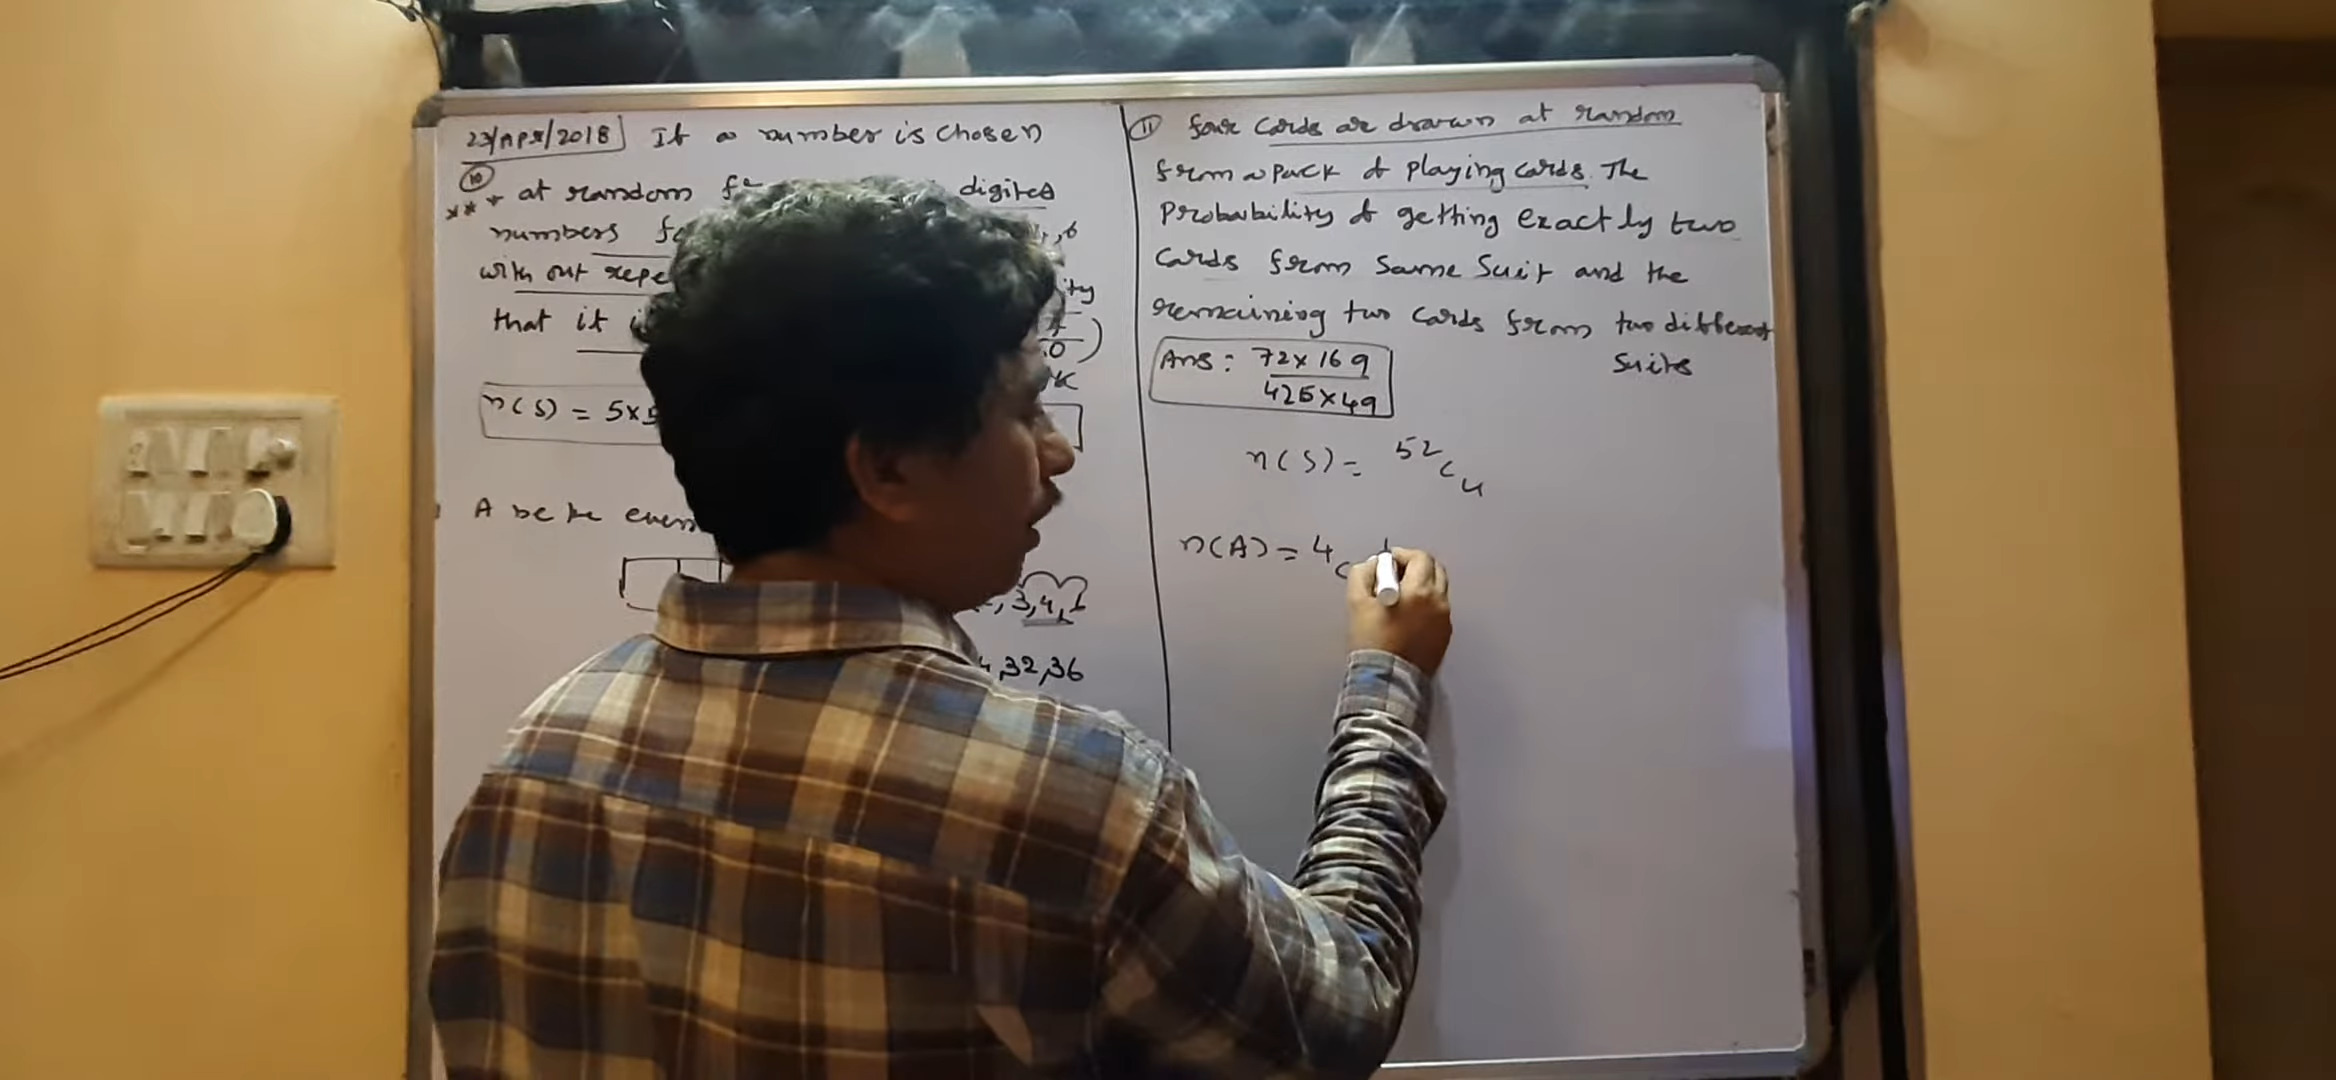 23/Apr/2018 If a number is chosen
10
*** at random digited
numbers 6
with out repe ity
that it
n(S) = 5x5
A be the even
3,4,
,32,36
11 four cards are drawn at random
from a pack of playing cards. The
Probability of getting exactly two
cards from same suit and the
remaining two cards from two different
suits
Ans: 72x169
425x49
n(S) = 52C4
n(A) = 4C